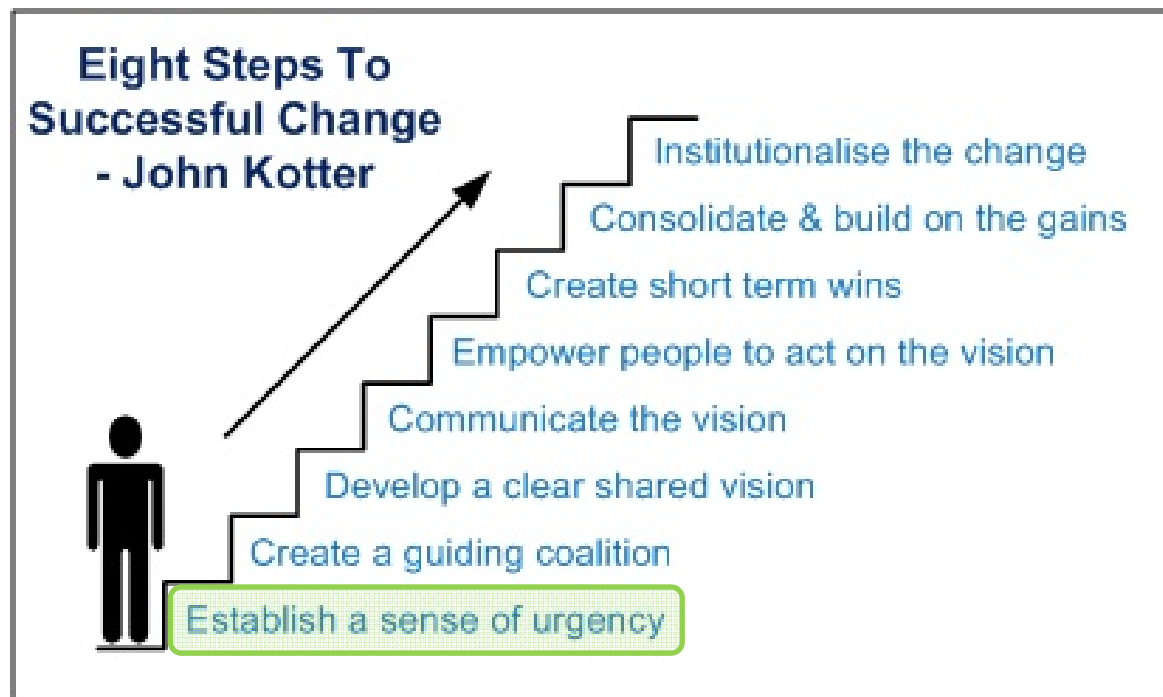 Eight Steps To
Successful Change
- John Kotter
Institutionalise the change
Consolidate & build on the gains
Create short term wins
Empower people to act on the vision
Communicate the vision
Develop a clear shared vision
Create a guiding coalition
Establish a sense of urgency